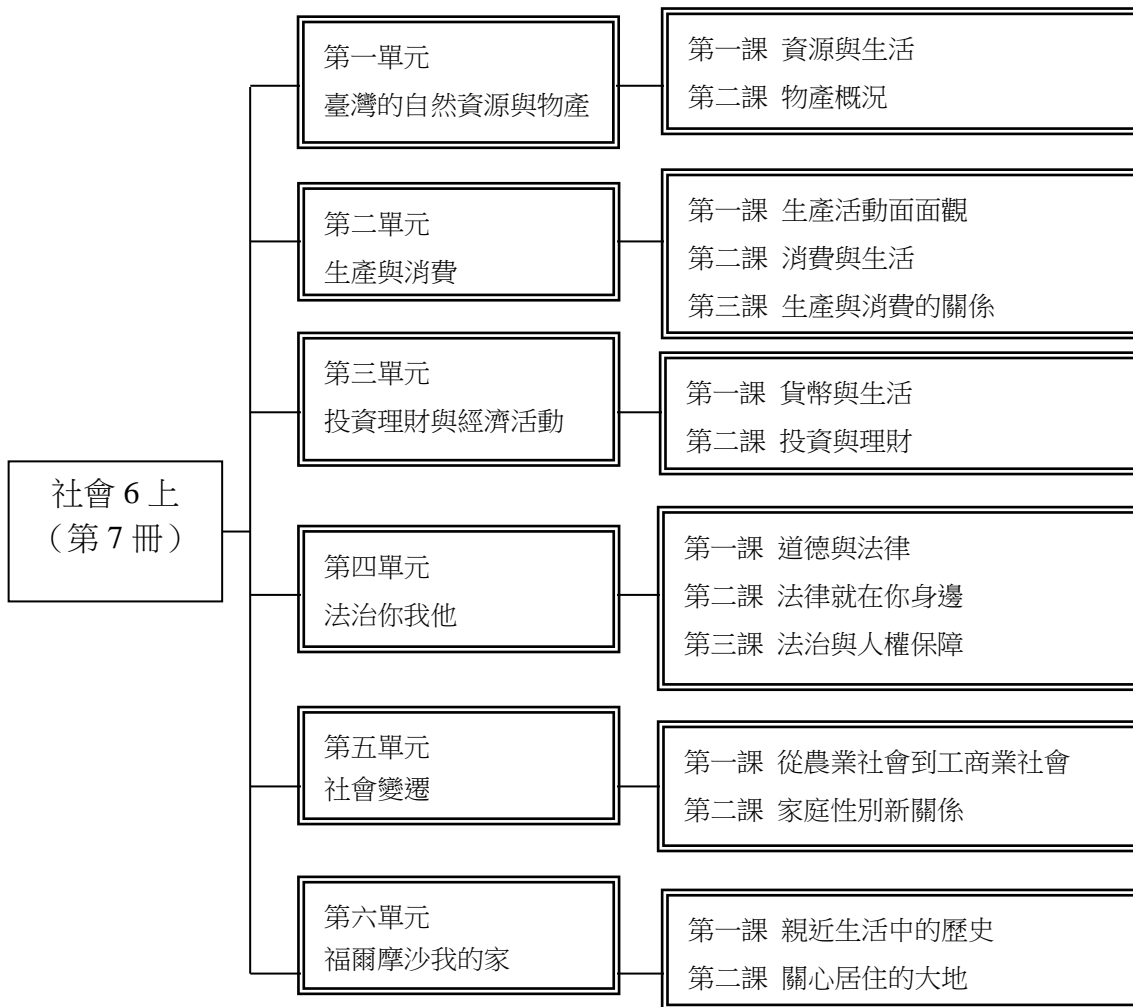 社會 6 上
（第 7 冊）
第一單元
臺灣的自然資源與物產
第一課 資源與生活
第二課 物產概況
第二單元
生產與消費
第一課 生產活動面面觀
第二課 消費與生活
第三課 生產與消費的關係
第三單元
投資理財與經濟活動
第一課 貨幣與生活
第二課 投資與理財
第四單元
法治你我他
第一課 道德與法律
第二課 法律就在你身邊
第三課 法治與人權保障
第五單元
社會變遷
第一課 從農業社會到工商業社會
第二課 家庭性別新關係
第六單元
福爾摩沙我的家
第一課 親近生活中的歷史
第二課 關心居住的大地